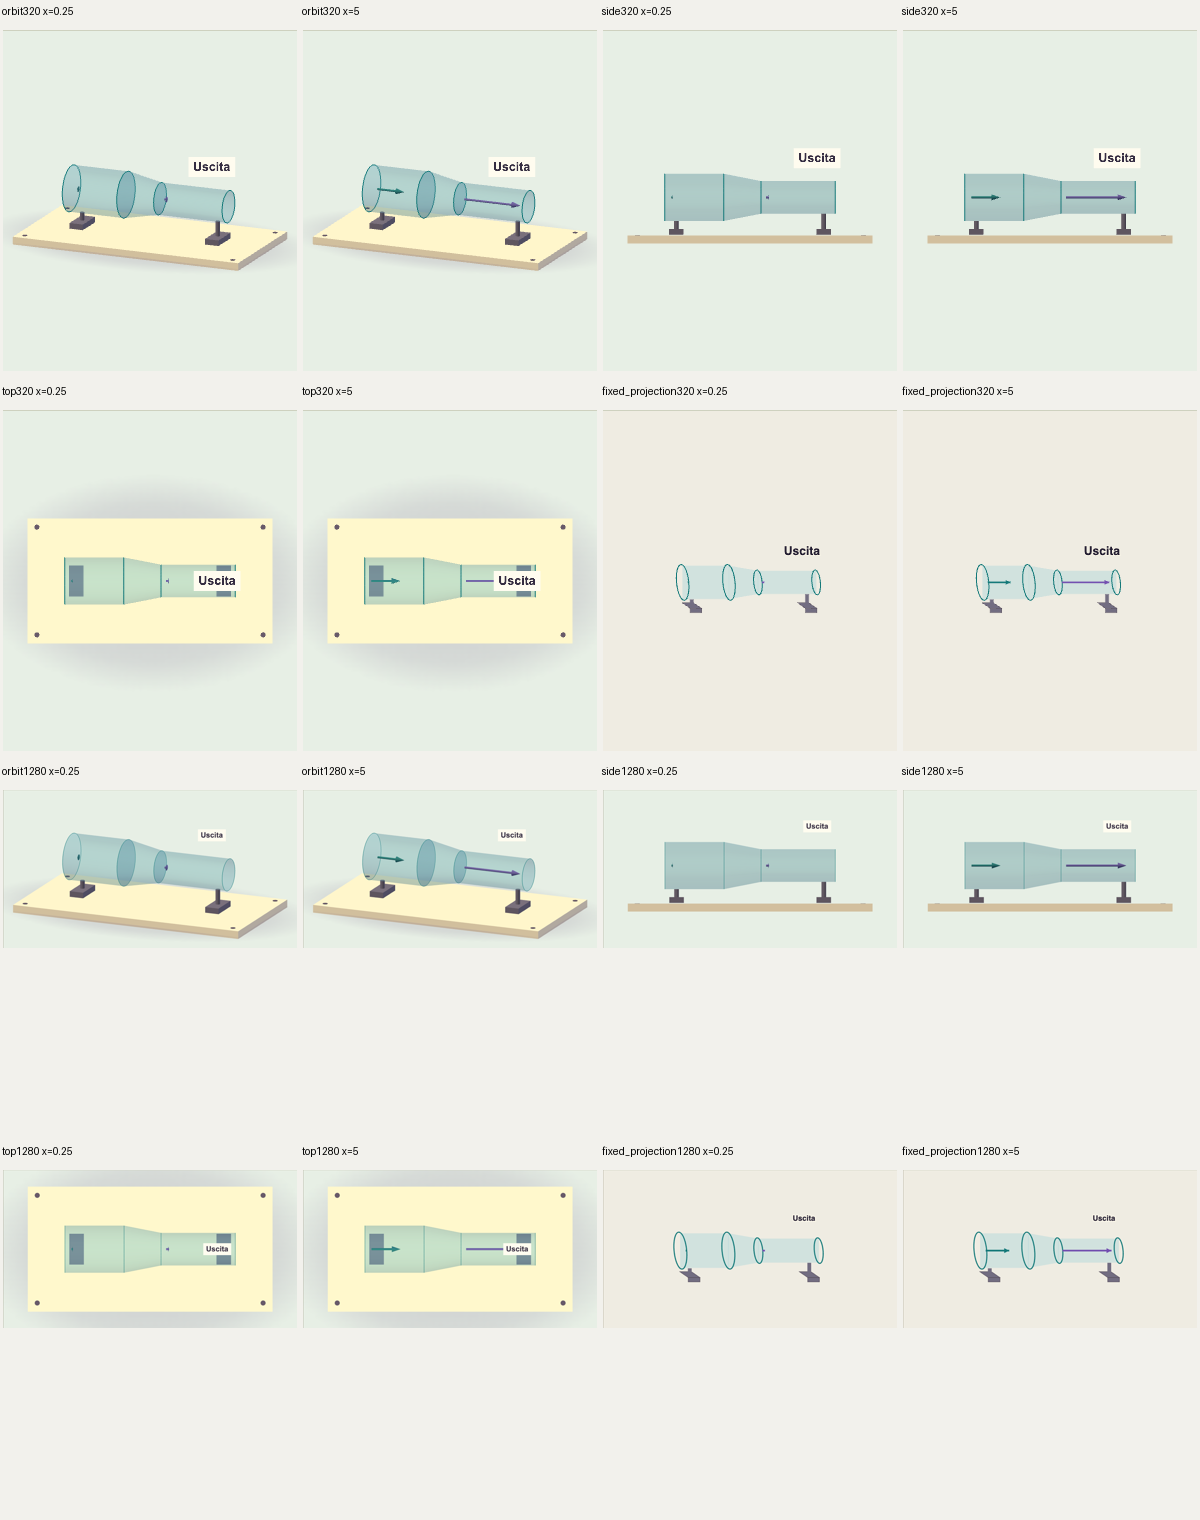 orbit320 x=0.25
orbit320 x=5
side320 x=0.25
side320 x=5
Uscita
Uscita
Uscita
Uscita
top320 x=0.25
top320 x=5
fixed_projection320 x=0.25
fixed_projection320 x=5
Uscita
Uscita
Uscita
Uscita
orbit1280 x=0.25
orbit1280 x=5
side1280 x=0.25
side1280 x=5
Uscita
Uscita
Uscita
Uscita
top1280 x=0.25
top1280 x=5
fixed_projection1280 x=0.25
fixed_projection1280 x=5
Uscita
Uscita
Uscita
Uscita